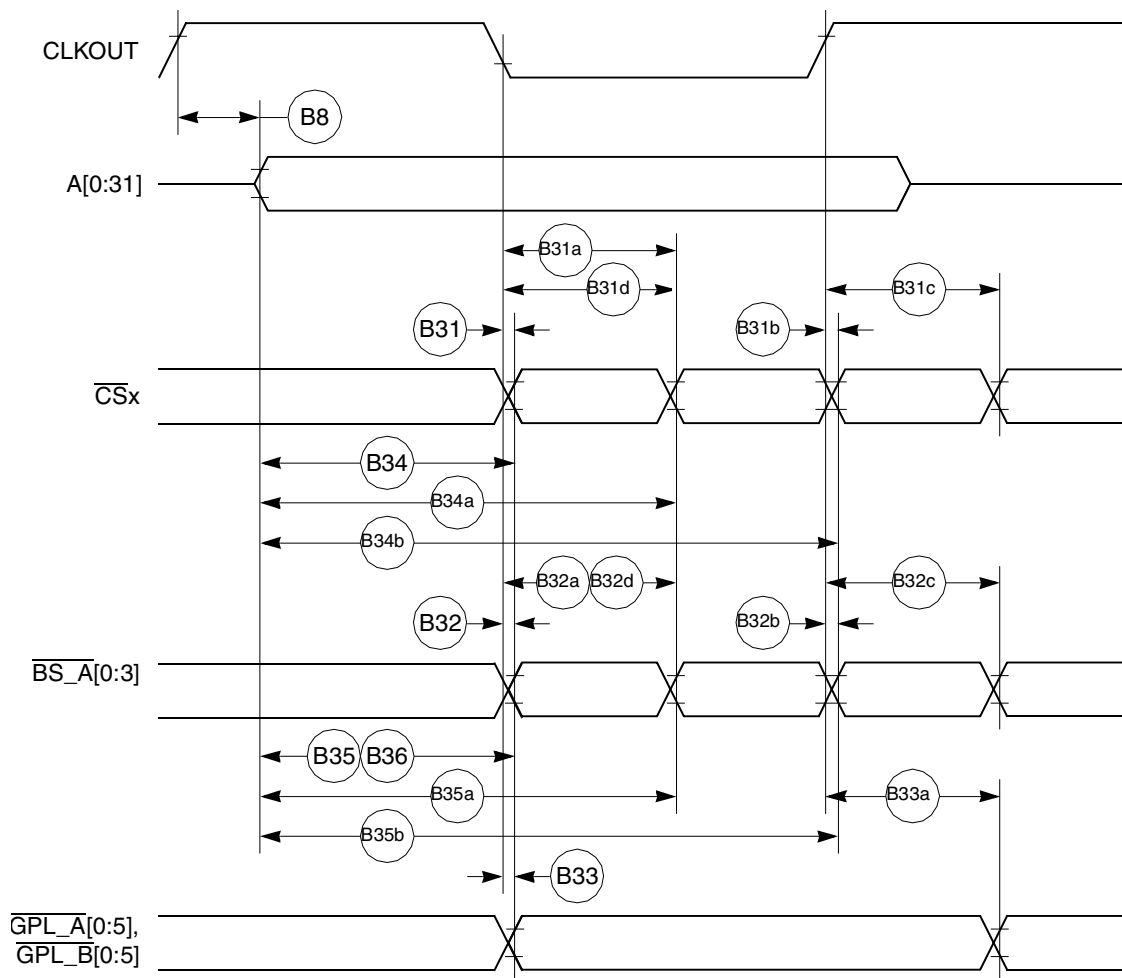 CLKOUT
B8
A[0:31]
B31a
B31d
B31c
B31
B31b
CSx
B34
B34a
B34b
B32a B32d
B32c
B32
B32b
BS_A[0:3]
B35 B36
B35a
B33a
B35b
B33
GPL_A[0:5],
GPL_B[0:5]